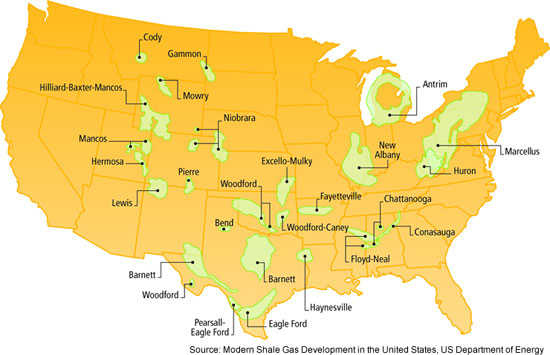 Cody
Gammon
Antrim
Hilliard-Baxter-Mancos
Mowry
Niobrara
Mancos
Marcellus
New
Albany
Excello-Mulky
Hermosa
Huron
Pierre
Woodford
Fayetteville
Chattanooga
Lewis
Bend
Woodford-Caney
Conasauga
Floyd-Neal
Barnett
Barnett
Woodford
Haynesville
Pearsall-
Eagle Ford
Eagle Ford
Source: Modern Shale Gas Development in the United States, US Department of Energy